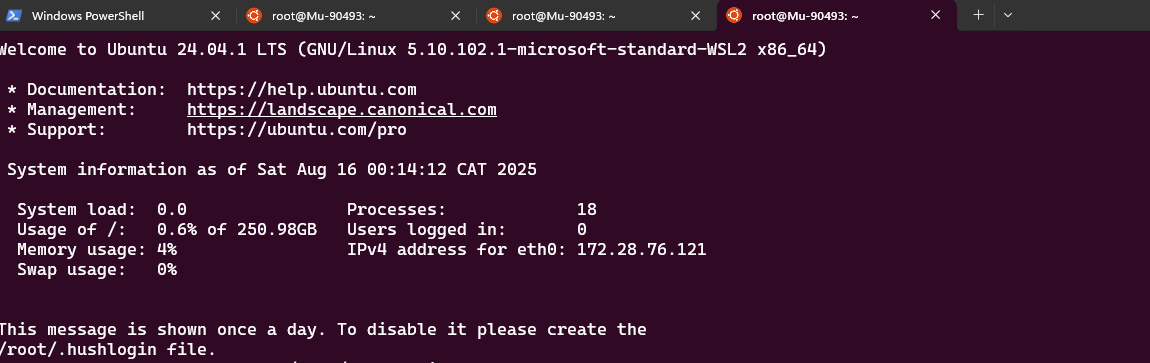 Windows PowerShell
root@Mu-90493: ~
root@Mu-90493: ~
root@Mu-90493: ~
Welcome to Ubuntu 24.04.1 LTS (GNU/Linux 5.10.102.1-microsoft-standard-WSL2 x86_64)
* Documentation: https://help.ubuntu.com
* Management: https://landscape.canonical.com
* Support: https://ubuntu.com/pro
System information as of Sat Aug 16 00:14:12 CAT 2025
System load: 0.0 Processes: 18
Usage of /: 0.6% of 250.98GB Users logged in: 0
Memory usage: 4% IPv4 address for eth0: 172.28.76.121
Swap usage: 0%
This message is shown once a day. To disable it please create the
/root/.hushlogin file.